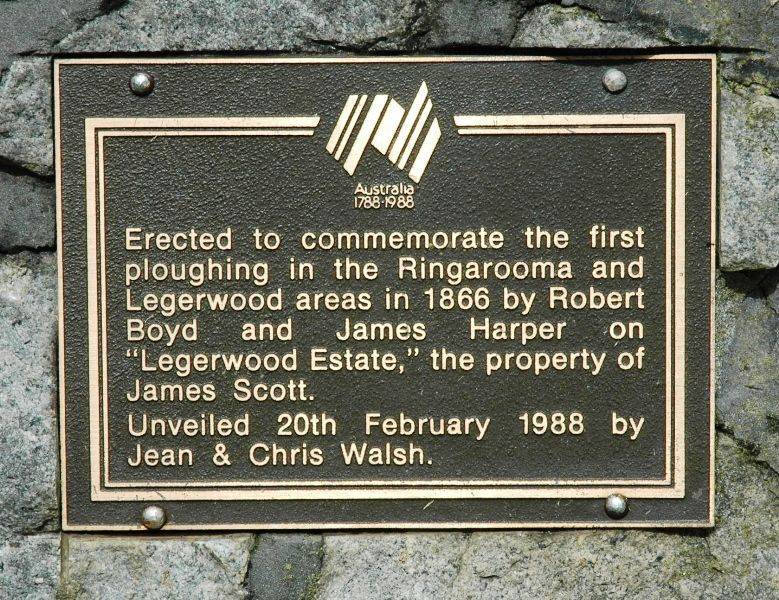 Australia
1788-1988
Erected to commemorate the first
ploughing in the Ringarooma and
Legerwood areas in 1866 by Robert
Boyd and James Harper on
“Legerwood Estate,” the property of
James Scott.
Unveiled 20th February 1988 by
Jean & Chris Walsh.